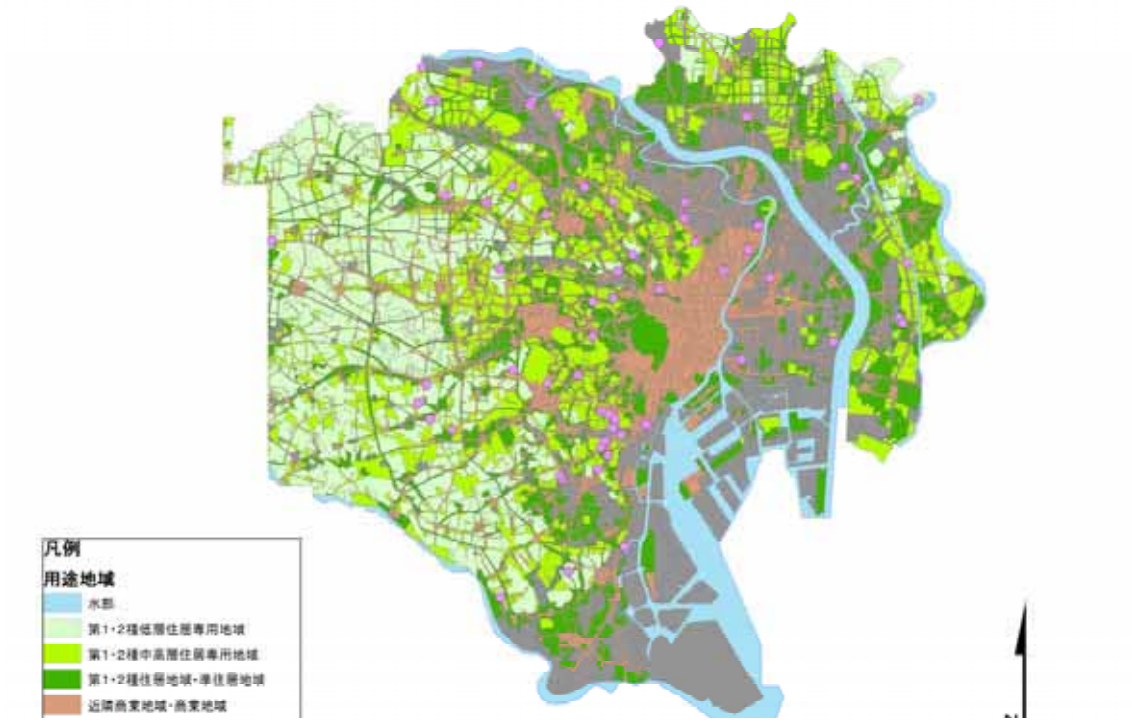 凡例
用途地域
水部
第1・2種低層住居専用地域
第1・2種中高層住居専用地域
第1・2種住居地域・準住居地域
近隣商業地域・商業地域